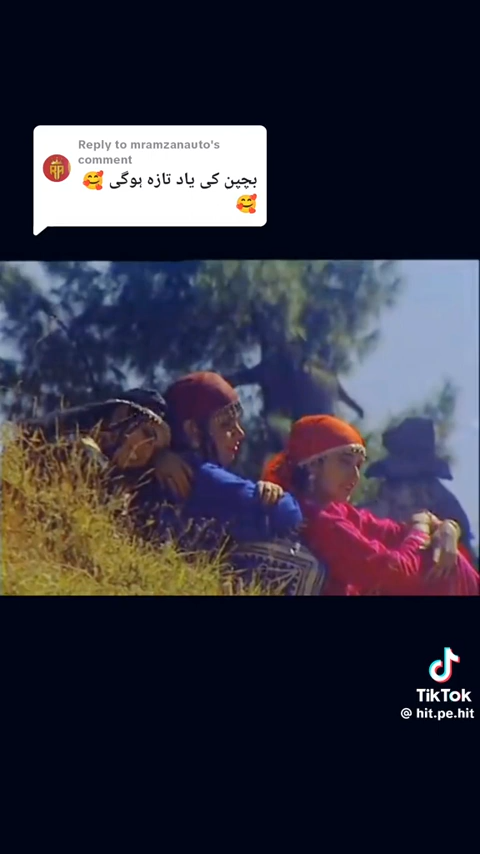 Reply to mramzanauto's
comment
بچپن کی یاد تازہ ہوگی 🥰
🥰
TikTok
@ hit.pe.hit